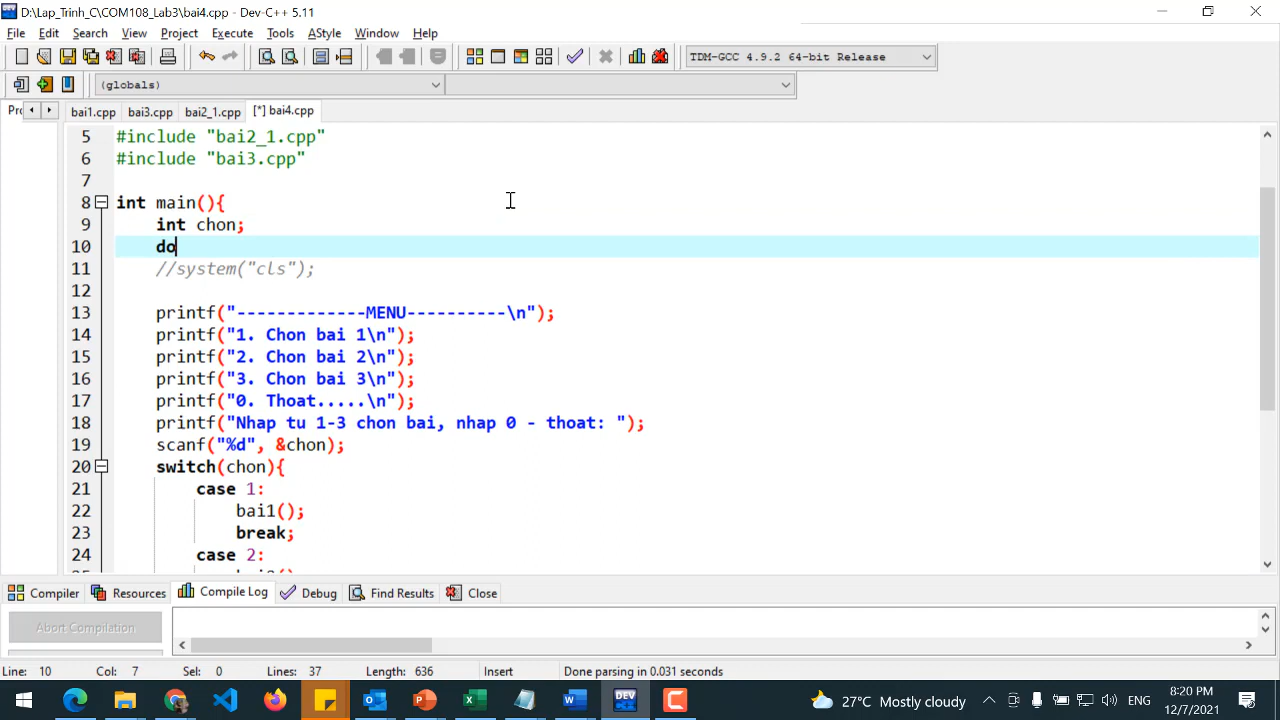 D:\Lap_Trinh_C\COM108_Lab3\bai4.cpp - Dev-C++ 5.11
File Edit Search View Project Execute Tools AStyle Window Help
TDM-GCC 4.9.2 64-bit Release
(globals)
Pr bai1.cpp bai3.cpp bai2_1.cpp [*] bai4.cpp
5 #include "bai2_1.cpp"
6 #include "bai3.cpp"
7
8 int main(){
9 int chon;
10 do
11 //system("cls");
12
13 printf("-------------MENU----------\n");
14 printf("1. Chon bai 1\n");
15 printf("2. Chon bai 2\n");
16 printf("3. Chon bai 3\n");
17 printf("0. Thoat.....\n");
18 printf("Nhap tu 1-3 chon bai, nhap 0 - thoat: ");
19 scanf("%d", &chon);
20 switch(chon){
21 case 1:
22 bai1();
23 break;
24 case 2:
Compiler Resources Compile Log Debug Find Results Close
Abort Compilation
Line: 10 Col: 7 Sel: 0 Lines: 37 Length: 636 Insert Done parsing in 0.031 seconds
DEV
27°C Mostly cloudy ENG 8:20 PM
12/7/2021